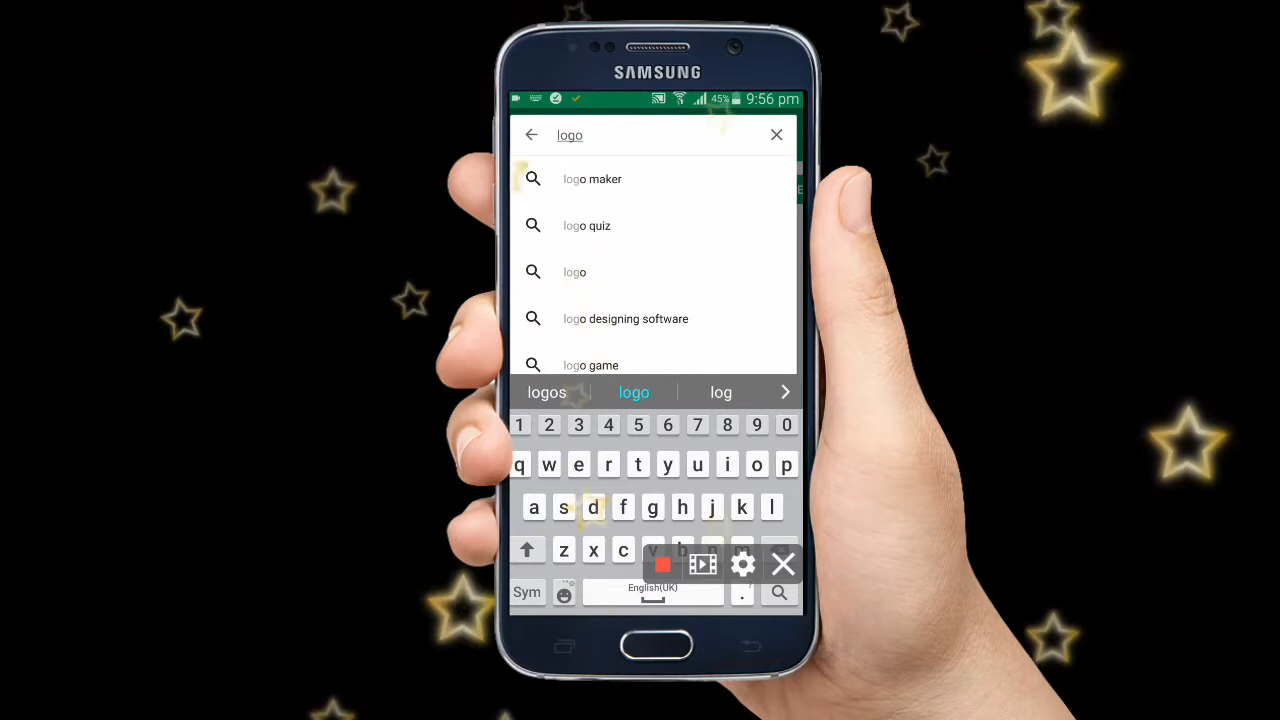 SAMSUNG
45% 9:56 pm
logo
logo maker
logo quiz
logo
logo designing software
logo game
logos logo log
1 2 3 4 5 6 7 8 9 0
q w e r t y u i o p
a s d f g h j k l
z x c v b n m
Sym English(UK) .